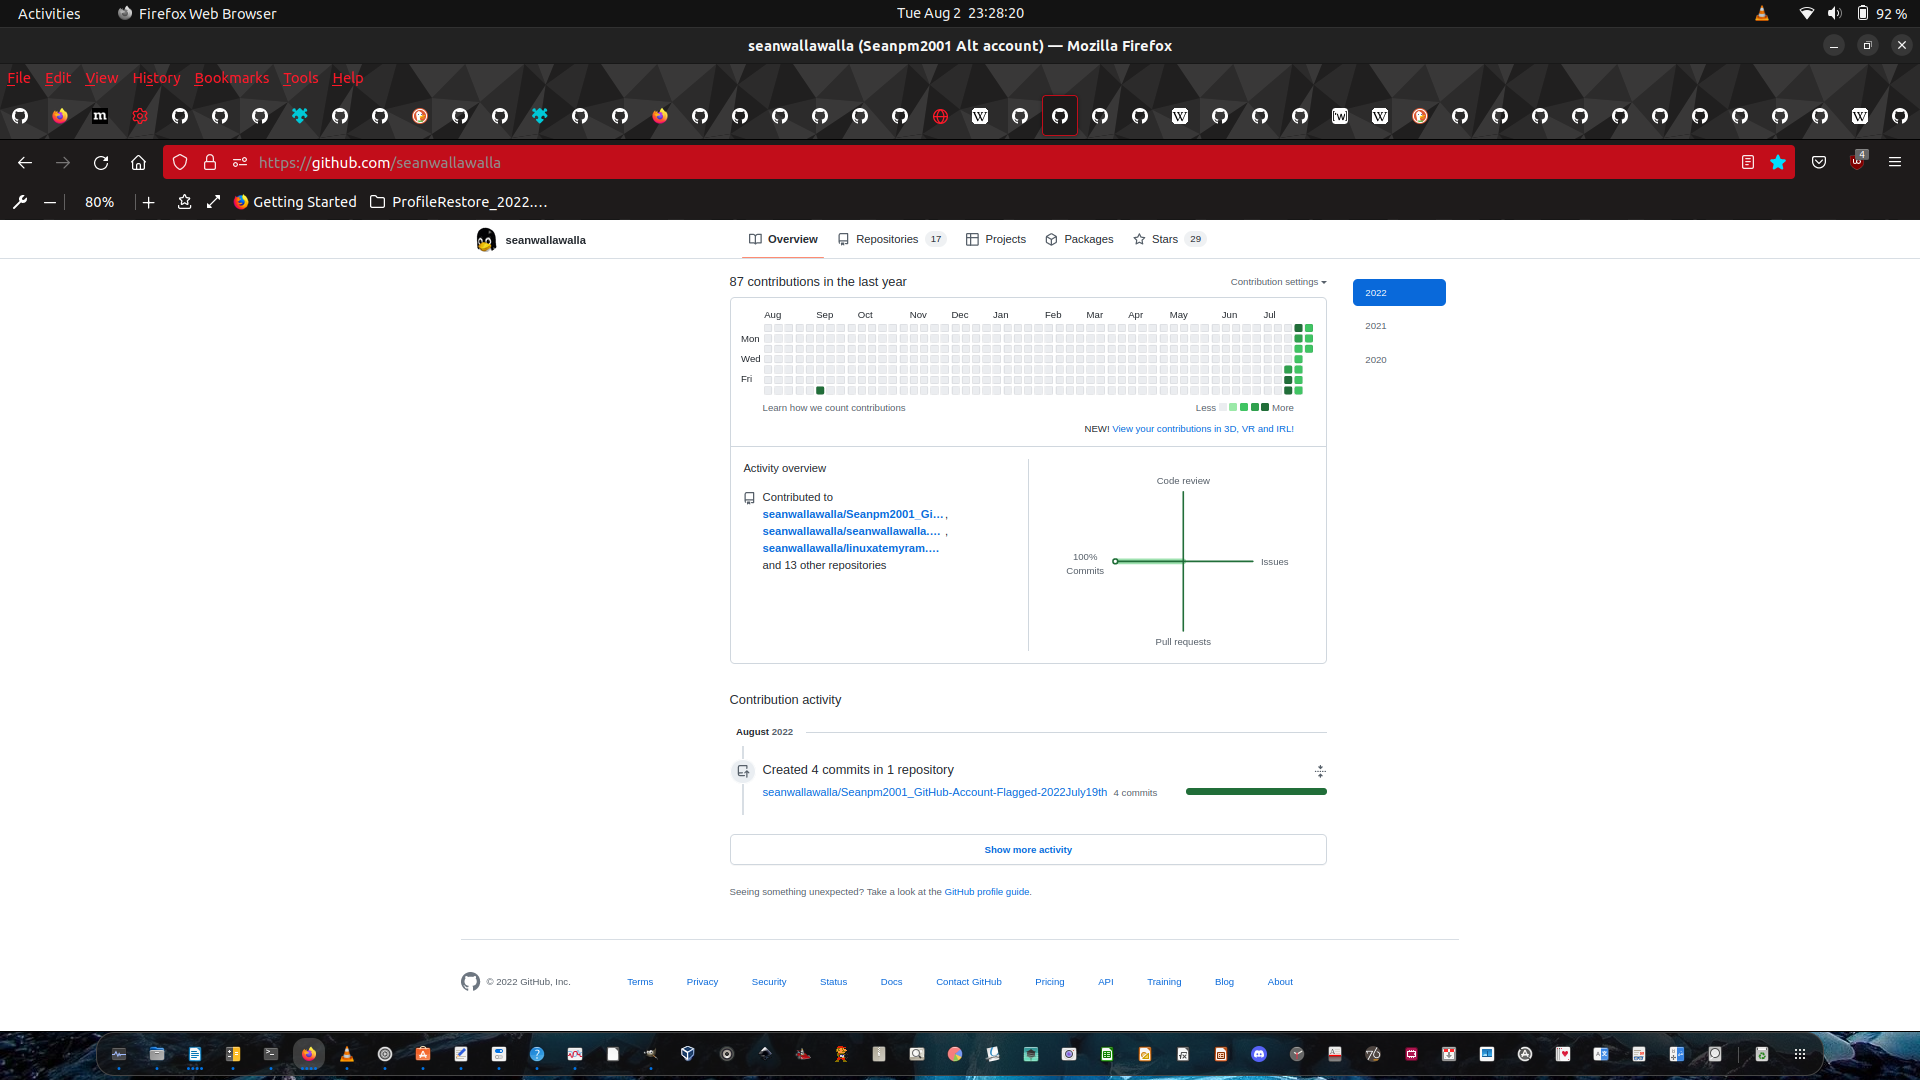 Activities Firefox Web Browser Tue Aug 2 23:28:20 92 %
seanwallawalla (Seanpm2001 Alt account) — Mozilla Firefox
File Edit View History Bookmarks Tools Help
https://github.com/seanwallawalla 4
80% Getting Started ProfileRestore_2022.…
seanwallawalla Overview Repositories 17 Projects Packages Stars 29
87 contributions in the last year Contribution settings
2022
2021
2020
Aug Sep Oct Nov Dec Jan Feb Mar Apr May Jun Jul
Mon
Wed
Fri
Learn how we count contributions Less More
NEW! View your contributions in 3D, VR and IRL!
Activity overview
Contributed to
seanwallawalla/Seanpm2001_Gi… ,
seanwallawalla/seanwallawalla.… ,
seanwallawalla/linuxatemyram.…
and 13 other repositories
Code review
100%
Commits
Issues
Pull requests
Contribution activity
August 2022
Created 4 commits in 1 repository
seanwallawalla/Seanpm2001_GitHub-Account-Flagged-2022July19th 4 commits
Show more activity
Seeing something unexpected? Take a look at the GitHub profile guide.
© 2022 GitHub, Inc. Terms Privacy Security Status Docs Contact GitHub Pricing API Training Blog About